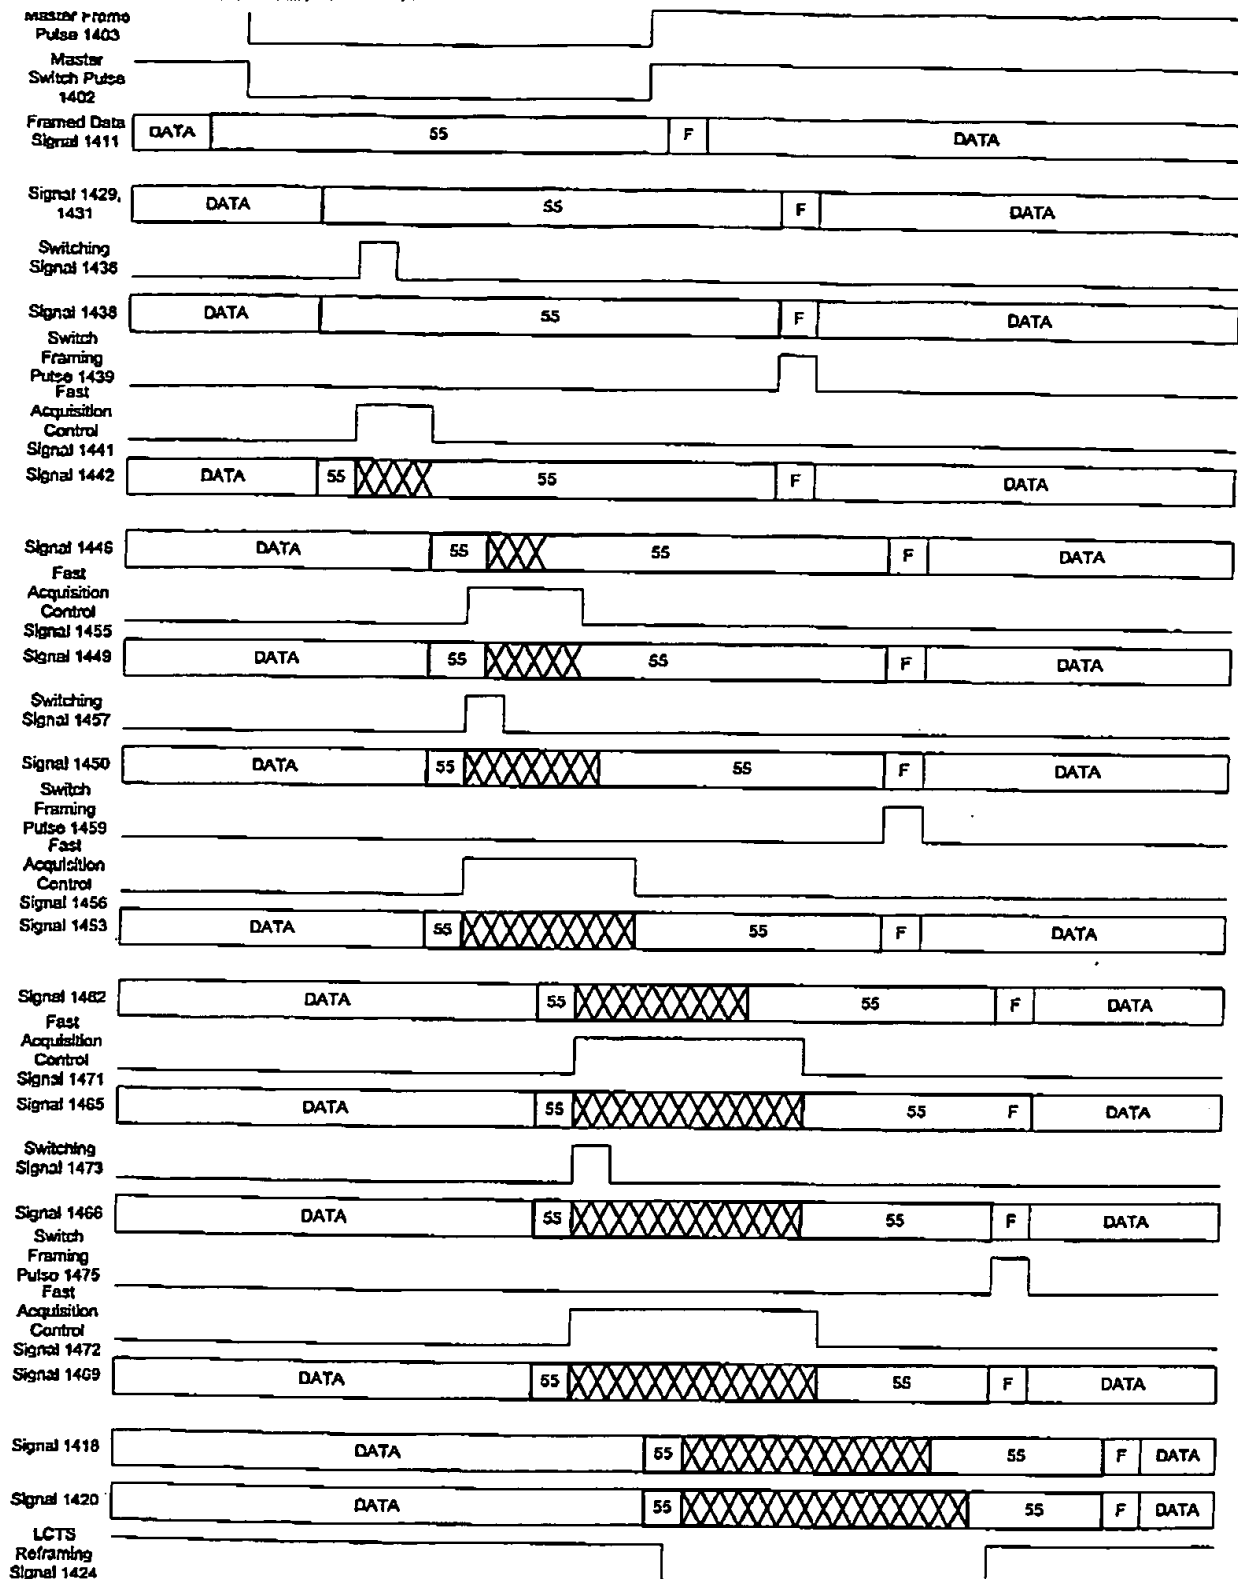 Master Frame
Pulse 1403
Master
Switch Pulse
1402
Framed Data
Signal 1411
DATA 55 F DATA
Signal 1429,
1431
DATA 55 F DATA
Switching
Signal 1436
Signal 1438
DATA 55 F DATA
Switch
Framing
Pulse 1439
Fast
Acquisition
Control
Signal 1441
Signal 1442
DATA 55 55 F DATA
Signal 1446
DATA 55 55 F DATA
Fast
Acquisition
Control
Signal 1455
Signal 1449
DATA 55 55 F DATA
Switching
Signal 1457
Signal 1450
DATA 55 55 F DATA
Switch
Framing
Pulse 1459
Fast
Acquisition
Control
Signal 1456
Signal 1453
DATA 55 55 F DATA
Signal 1462
DATA 55 55 F DATA
Fast
Acquisition
Control
Signal 1471
Signal 1465
DATA 55 55 F DATA
Switching
Signal 1473
Signal 1466
DATA 55 55 F DATA
Switch
Framing
Pulse 1475
Fast
Acquisition
Control
Signal 1472
Signal 1469
DATA 55 55 F DATA
Signal 1418
DATA 55 55 F DATA
Signal 1420
DATA 55 55 F DATA
LCTS
Reframing
Signal 1424